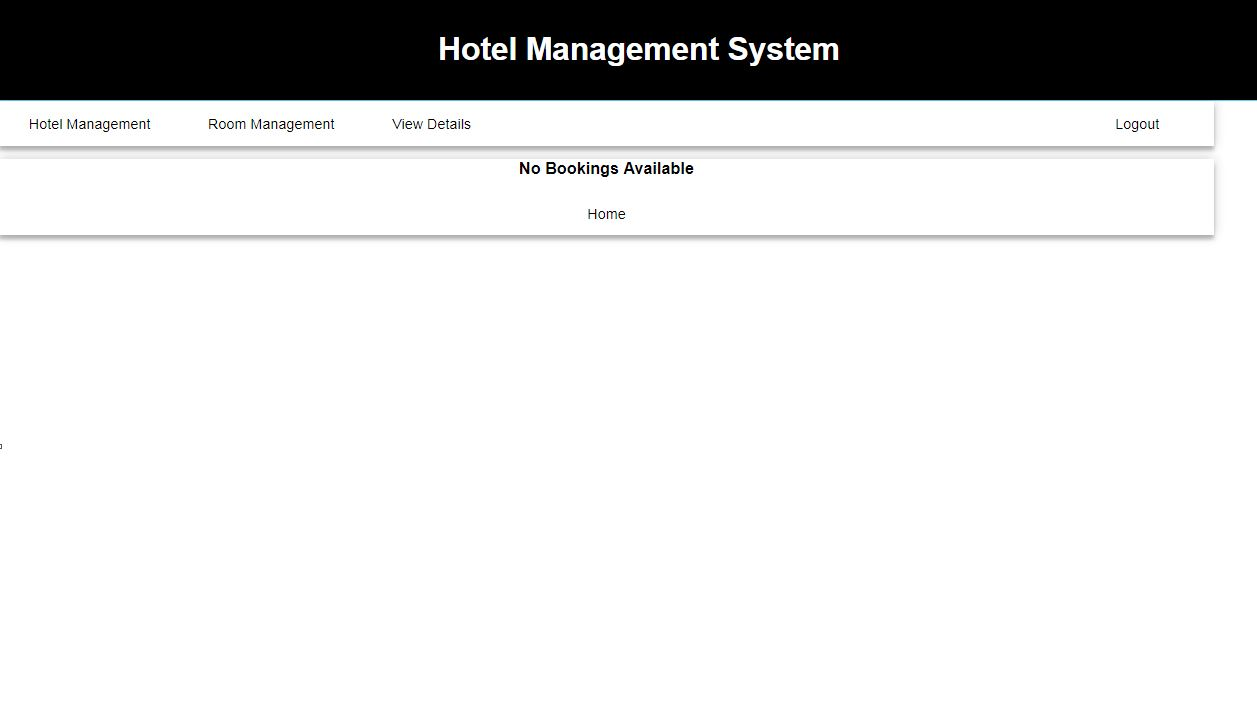 Hotel Management System
Hotel Management Room Management View Details Logout
No Bookings Available
Home